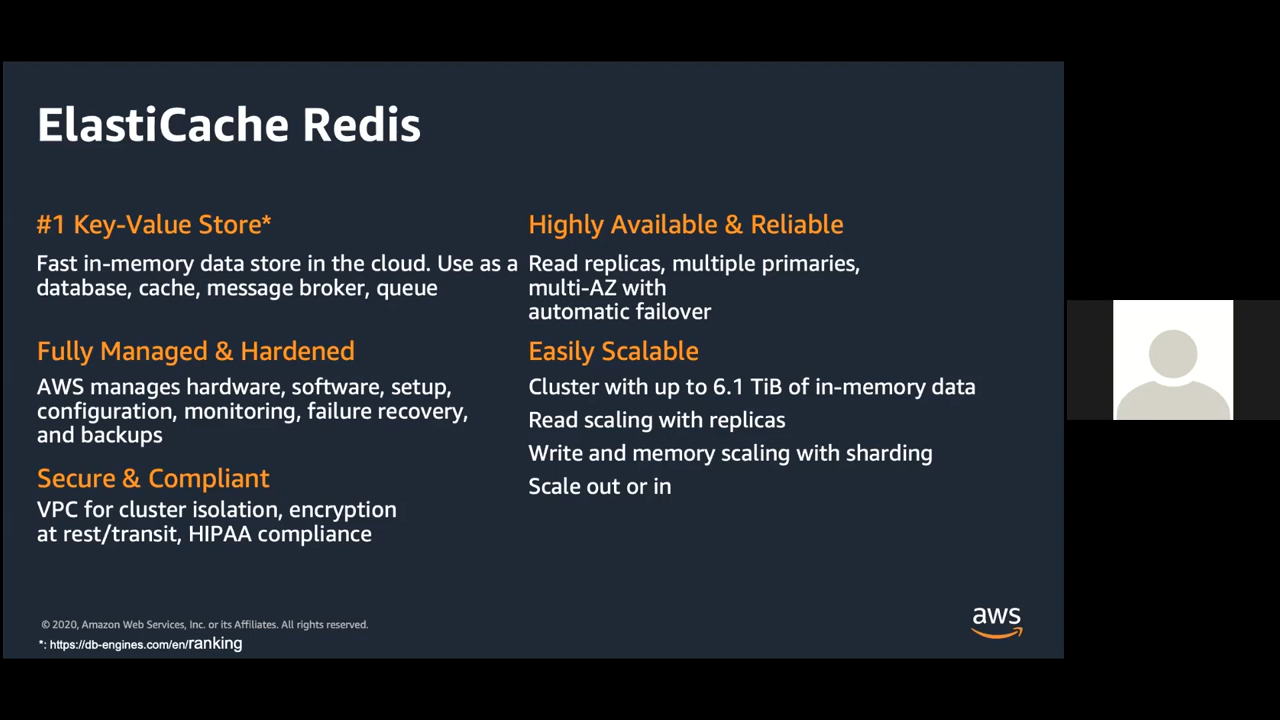 ElastiCache Redis
#1 Key-Value Store*
Fast in-memory data store in the cloud. Use as a
database, cache, message broker, queue
Fully Managed & Hardened
AWS manages hardware, software, setup,
configuration, monitoring, failure recovery,
and backups
Secure & Compliant
VPC for cluster isolation, encryption
at rest/transit, HIPAA compliance
Highly Available & Reliable
Read replicas, multiple primaries,
multi-AZ with
automatic failover
Easily Scalable
Cluster with up to 6.1 TiB of in-memory data
Read scaling with replicas
Write and memory scaling with sharding
Scale out or in
© 2020, Amazon Web Services, Inc. or its Affiliates. All rights reserved.
*: https://db-engines.com/en/ranking
aws